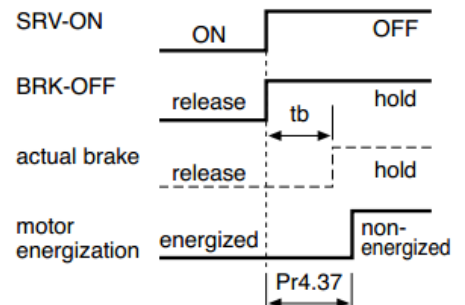 SRV-ON ON OFF
BRK-OFF release hold
tb
actual brake release hold
motor energization energized non-energized
Pr4.37